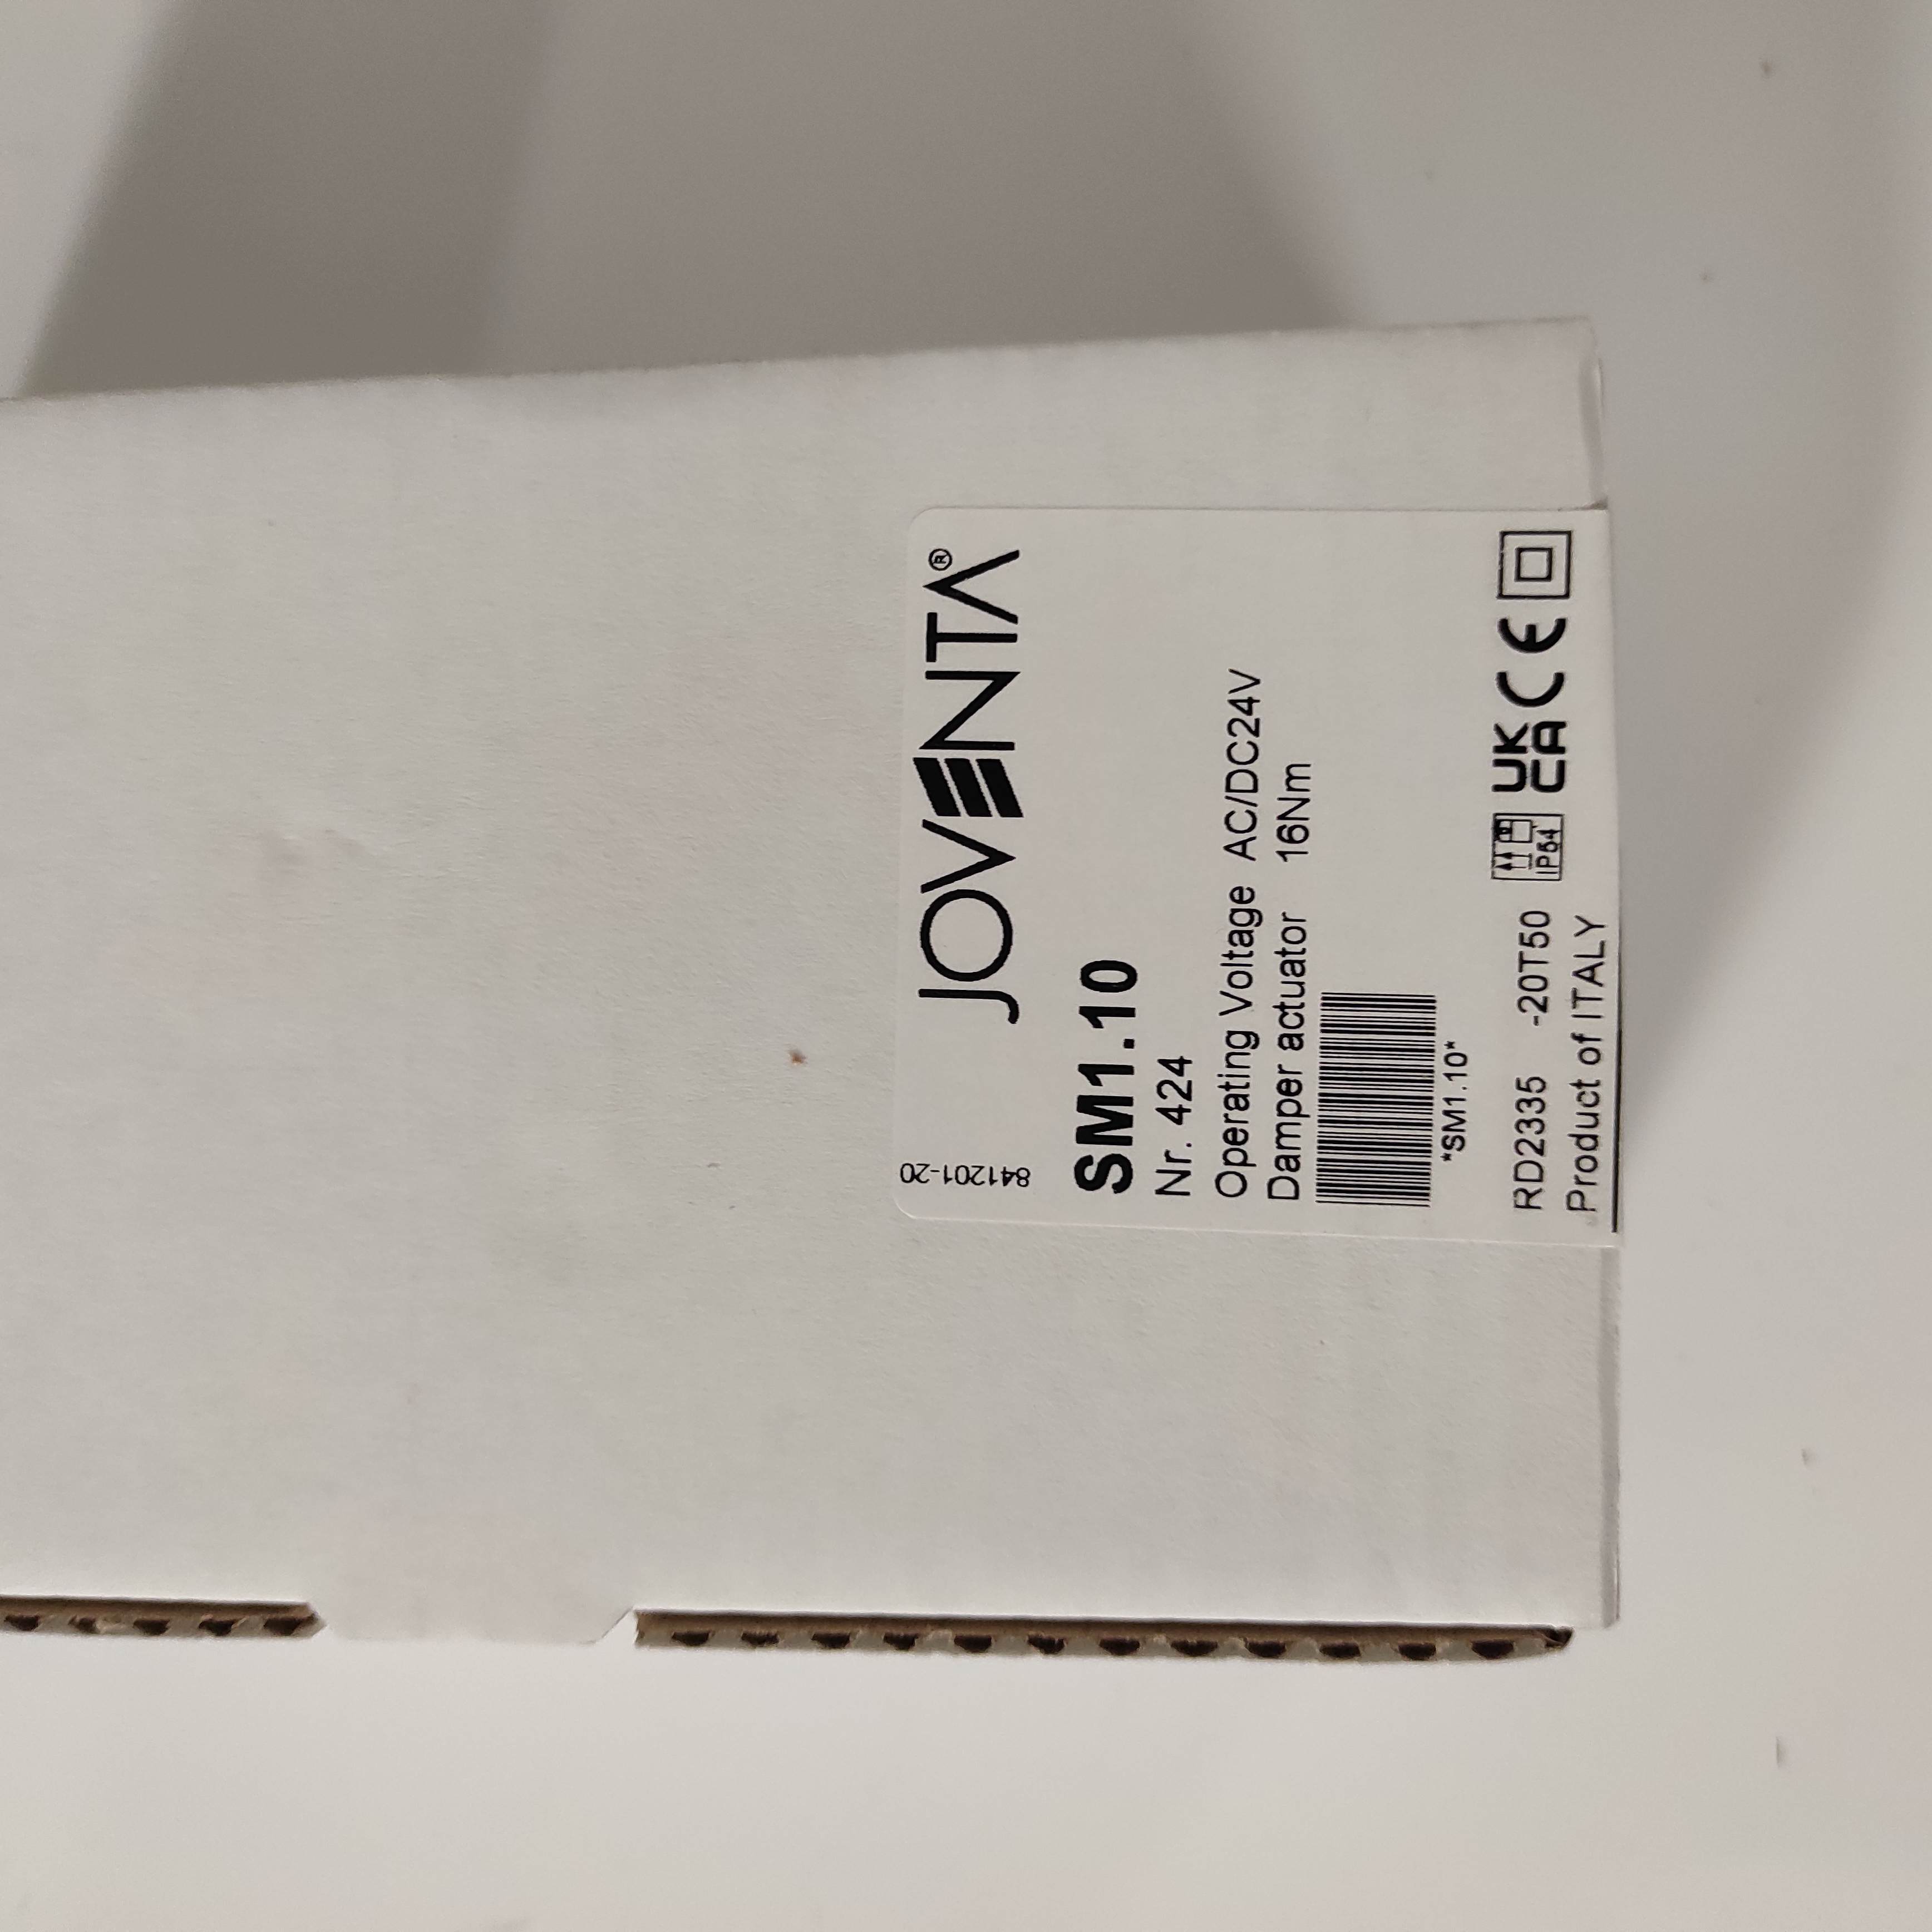 JOVENTA®
841201-20
SM1.10
Nr. 424
Operating Voltage AC/DC24V
Damper actuator 16Nm
*SM1.10*
RD2335 -20T50 IP54 UK CA CE
Product of ITALY